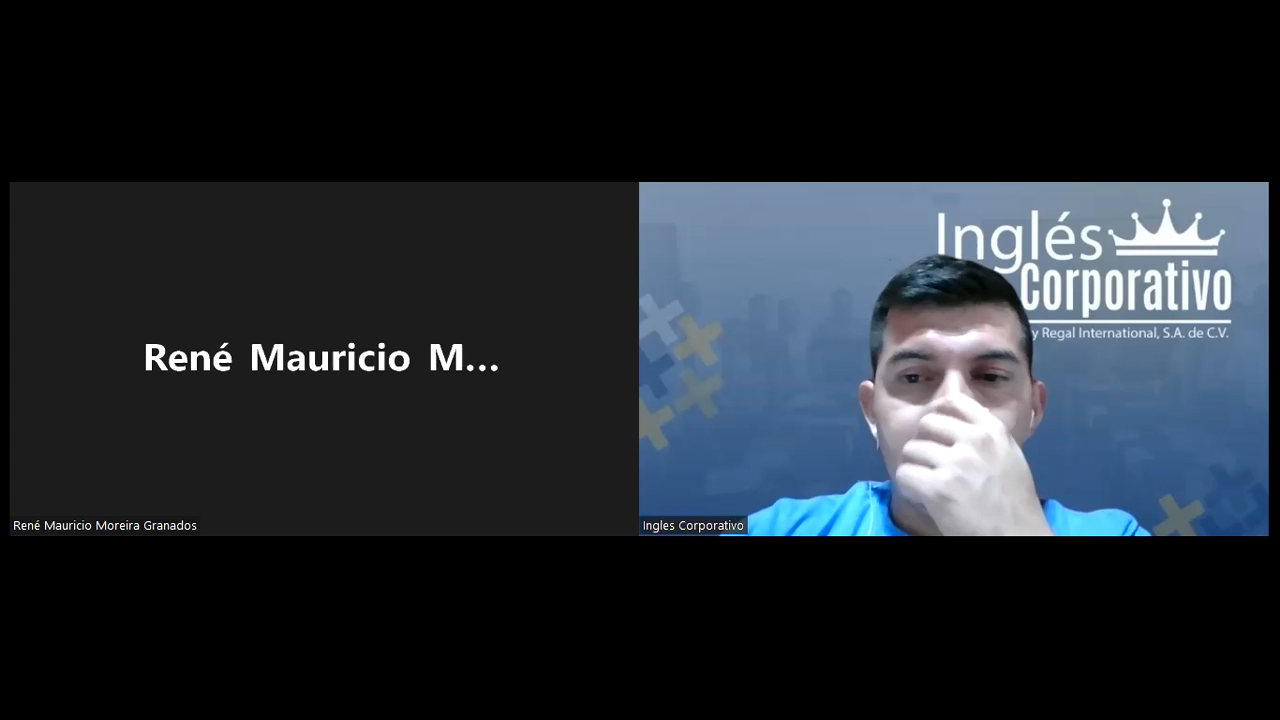 René Mauricio M...
René Mauricio Moreira Granados
Inglés
Corporativo
y Regal International, S.A. de C.V.
Ingles Corporativo